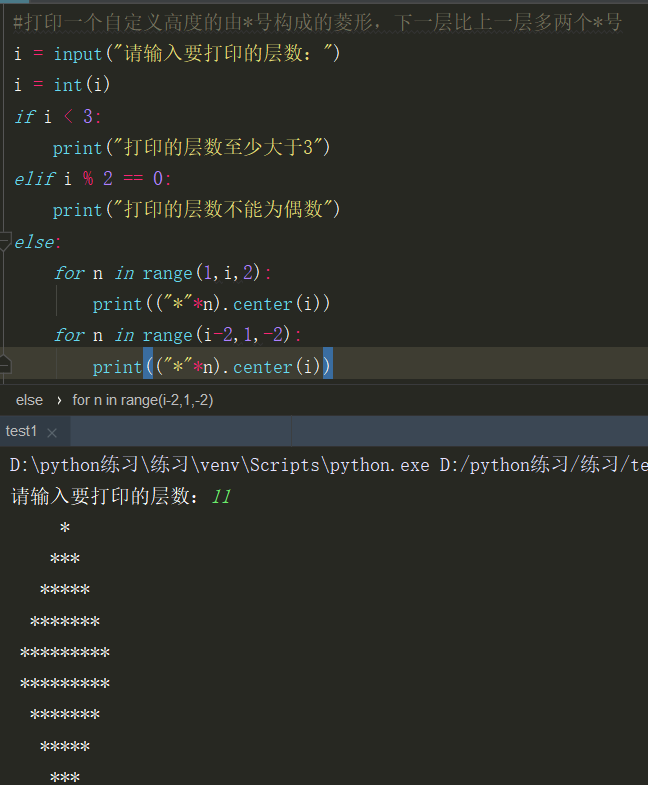 #打印一个自定义高度的由*号构成的菱形，下一层比上一层多两个*号
i = input("请输入要打印的层数：")
i = int(i)
if i < 3:
    print("打印的层数至少大于3")
elif i % 2 == 0:
    print("打印的层数不能为偶数")
else:
    for n in range(1,i,2):
        print(("*"*n).center(i))
    for n in range(i-2,1,-2):
        print(("*"*n).center(i))
else › for n in range(i-2,1,-2)
test1 ×
D:\python练习\练习\venv\Scripts\python.exe D:/python练习/练习/te
请输入要打印的层数：11
     *
    ***
   *****
  *******
 *********
 *********
  *******
   *****
    ***